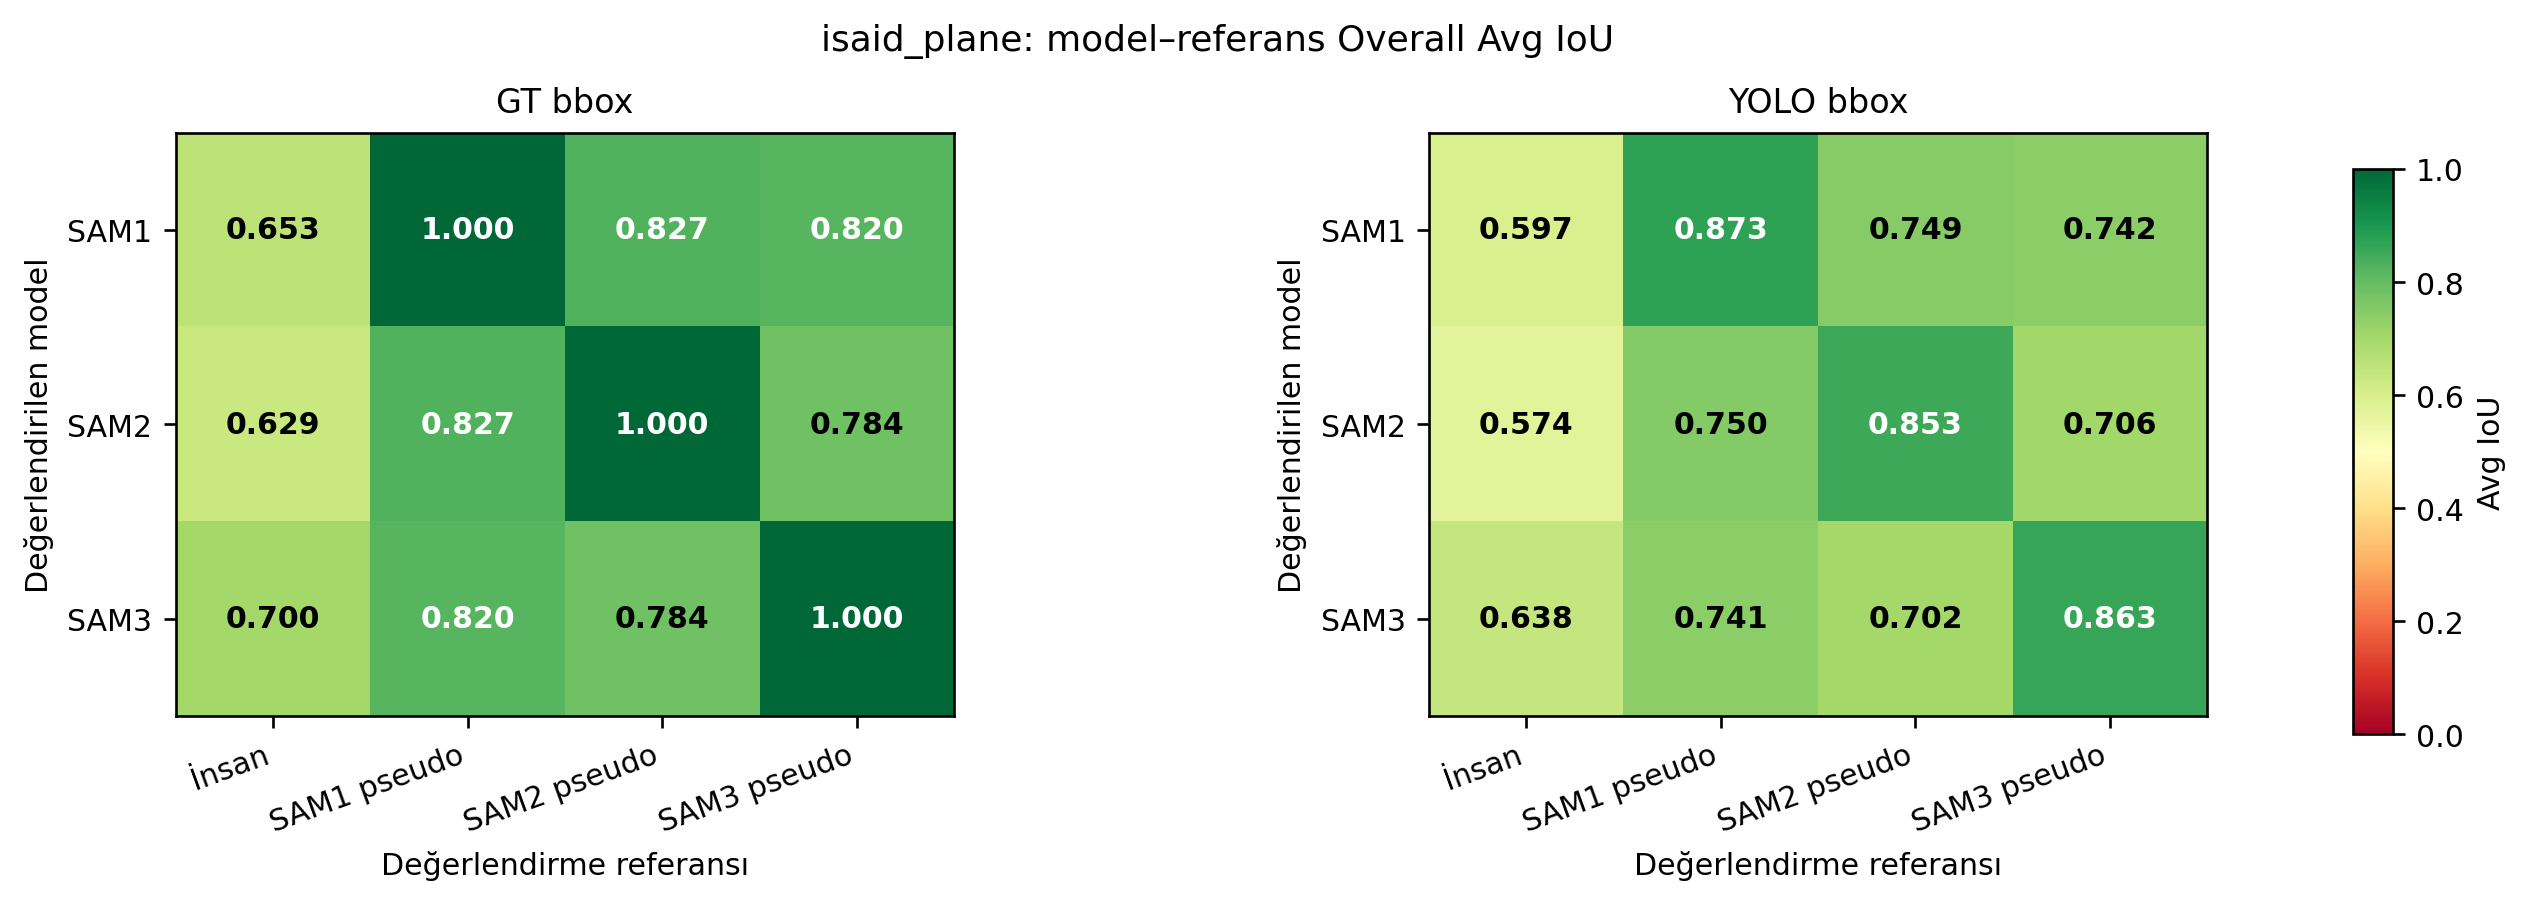 isaid_plane: model–referans Overall Avg IoU
GT bbox
Değerlendirilen model
SAM1
0.653 1.000 0.827 0.820
SAM2
0.629 0.827 1.000 0.784
SAM3
0.700 0.820 0.784 1.000
İnsan
SAM1 pseudo
SAM2 pseudo
SAM3 pseudo
Değerlendirme referansı
YOLO bbox
Değerlendirilen model
SAM1
0.597 0.873 0.749 0.742
SAM2
0.574 0.750 0.853 0.706
SAM3
0.638 0.741 0.702 0.863
İnsan
SAM1 pseudo
SAM2 pseudo
SAM3 pseudo
Değerlendirme referansı
1.0
0.8
0.6
0.4
0.2
0.0
Avg IoU